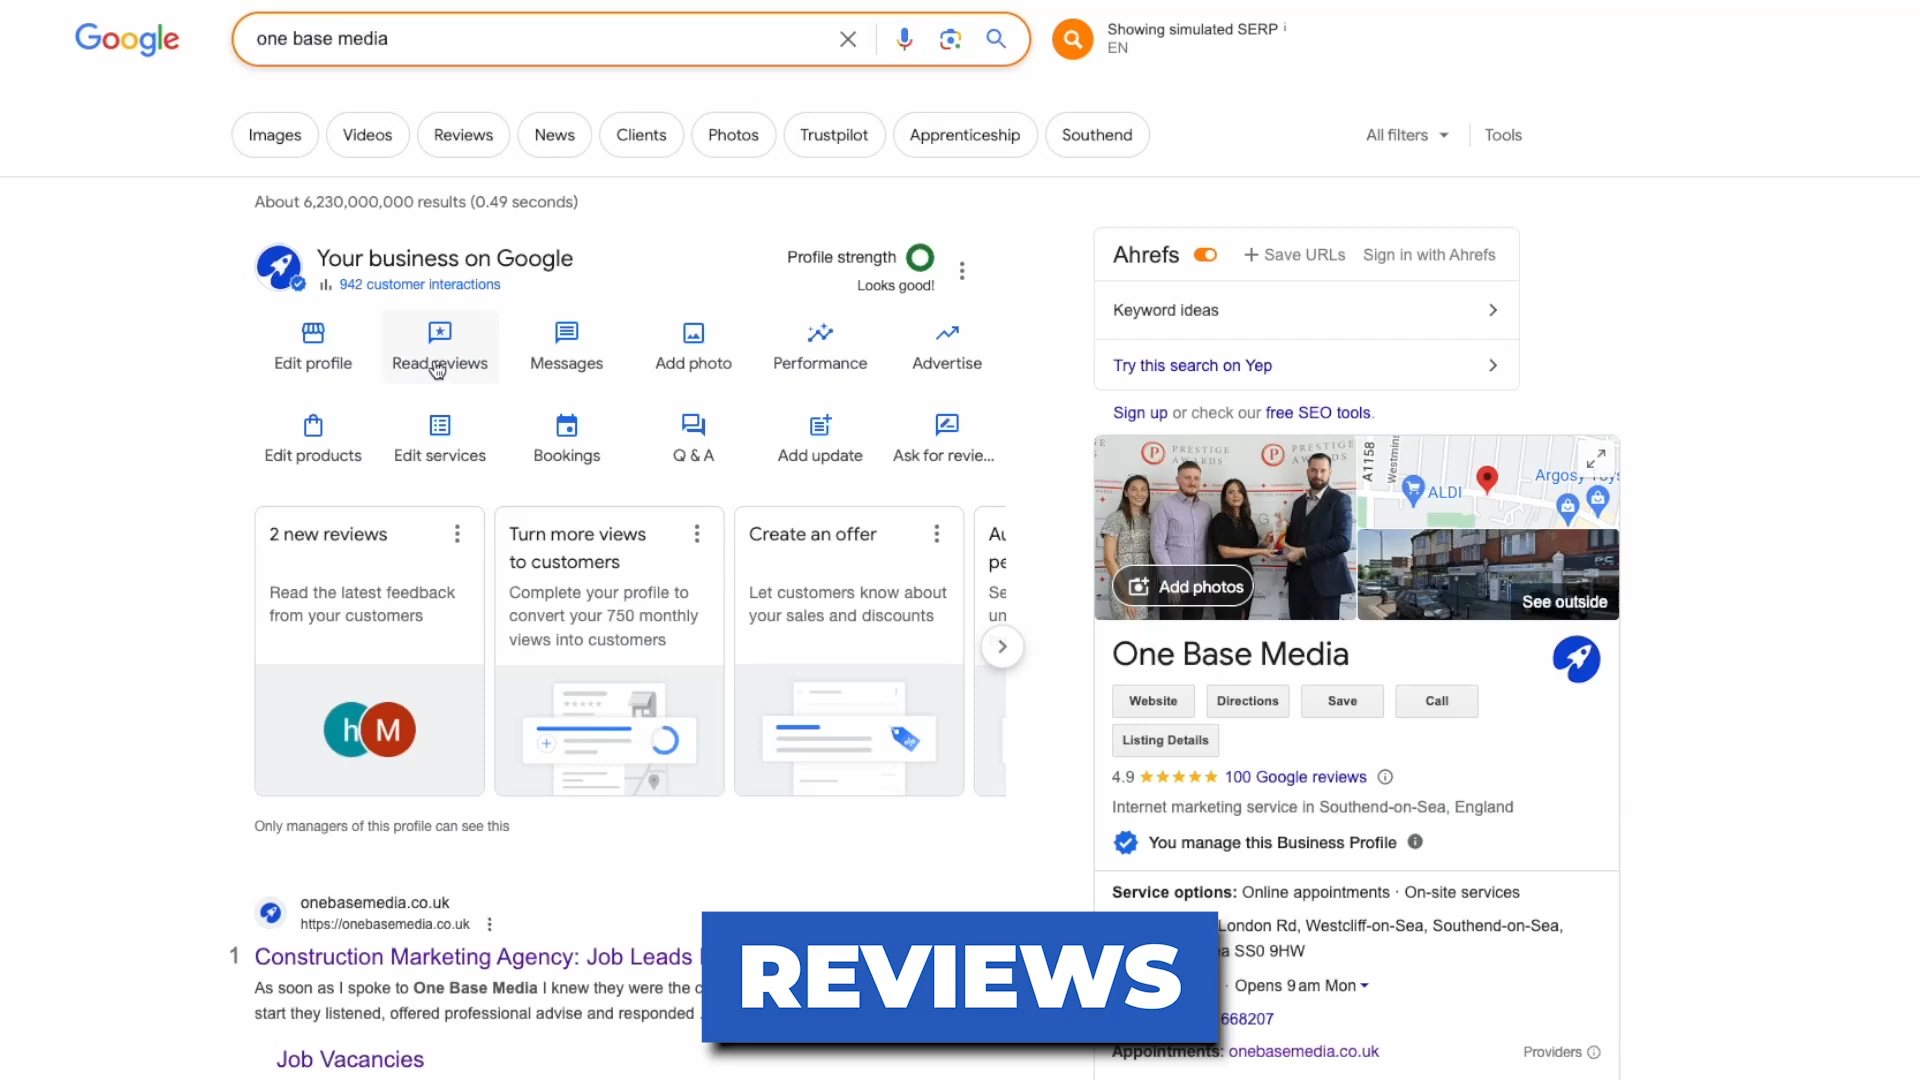 Google
one base media
Showing simulated SERP i
EN
Images
Videos
Reviews
News
Clients
Photos
Trustpilot
Apprenticeship
Southend
All filters
Tools
About 6,230,000,000 results (0.49 seconds)
Your business on Google
942 customer interactions
Profile strength
Looks good!
Edit profile
Read reviews
Messages
Add photo
Performance
Advertise
Edit products
Edit services
Bookings
Q & A
Add update
Ask for revie...
2 new reviews
Read the latest feedback
from your customers
h M
Turn more views
to customers
Complete your profile to
convert your 750 monthly
views into customers
Create an offer
Let customers know about
your sales and discounts
Au
pe
Se
un
Only managers of this profile can see this
onebasemedia.co.uk
https://onebasemedia.co.uk
1
Construction Marketing Agency: Job Leads
As soon as I spoke to One Base Media I knew they were the c
start they listened, offered professional advise and responded
Job Vacancies
REVIEWS
Ahrefs
+ Save URLs
Sign in with Ahrefs
Keyword ideas
Try this search on Yep
Sign up or check our free SEO tools.
PRESTIGE
AWARDS
PRESTIGE
Add photos
A1158
Westmins
ALDI
Argos
See outside
One Base Media
Website
Directions
Save
Call
Listing Details
4.9
100 Google reviews
Internet marketing service in Southend-on-Sea, England
You manage this Business Profile
Service options: Online appointments · On-site services
London Rd, Westcliff-on-Sea, Southend-on-Sea,
a SS0 9HW
· Opens 9 am Mon
668207
Appointments: onebasemedia.co.uk
Providers